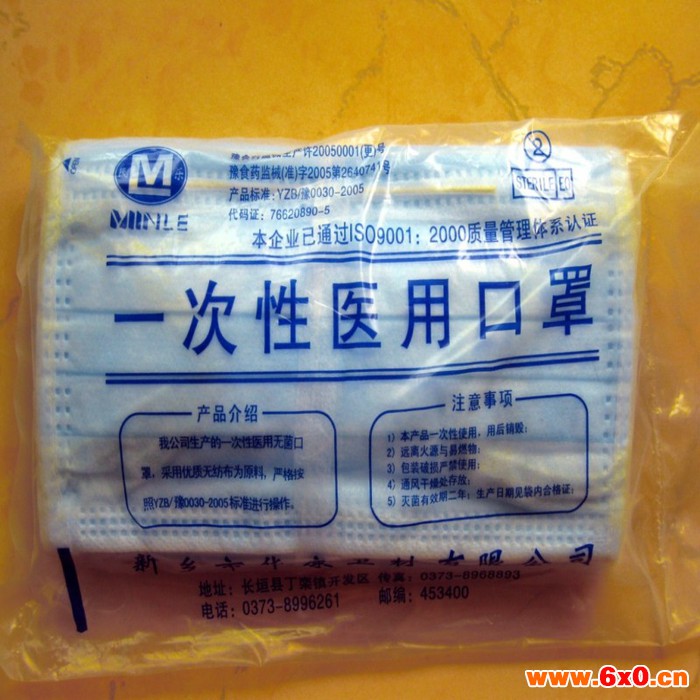 M
MINLE
豫食药监械生产许20050001(更)号
豫食药监械(准)字2005第2640741号
产品标准:YZB/豫0030-2005
代码证:76620890-5
STERILE EO
本企业已通过ISO9001:2000质量管理体系认证
一次性医用口罩
产品介绍
我公司生产的一次性医用无菌口
罩,采用优质无纺布为原料,严格按
照YZB/豫0030-2005标准进行操作。
注意事项
1) 本产品一次性使用,用后销毁;
2) 远离火源与易燃物;
3) 包装破损严禁使用;
4) 通风干燥处存放;
5) 灭菌有效期二年;生产日期见袋内合格证;
新乡市华 卫材有限公司
地址:长垣县丁栾镇开发区 传真:0373-8968893
电话:0373-8996261 邮编:453400
www.6x0.cn